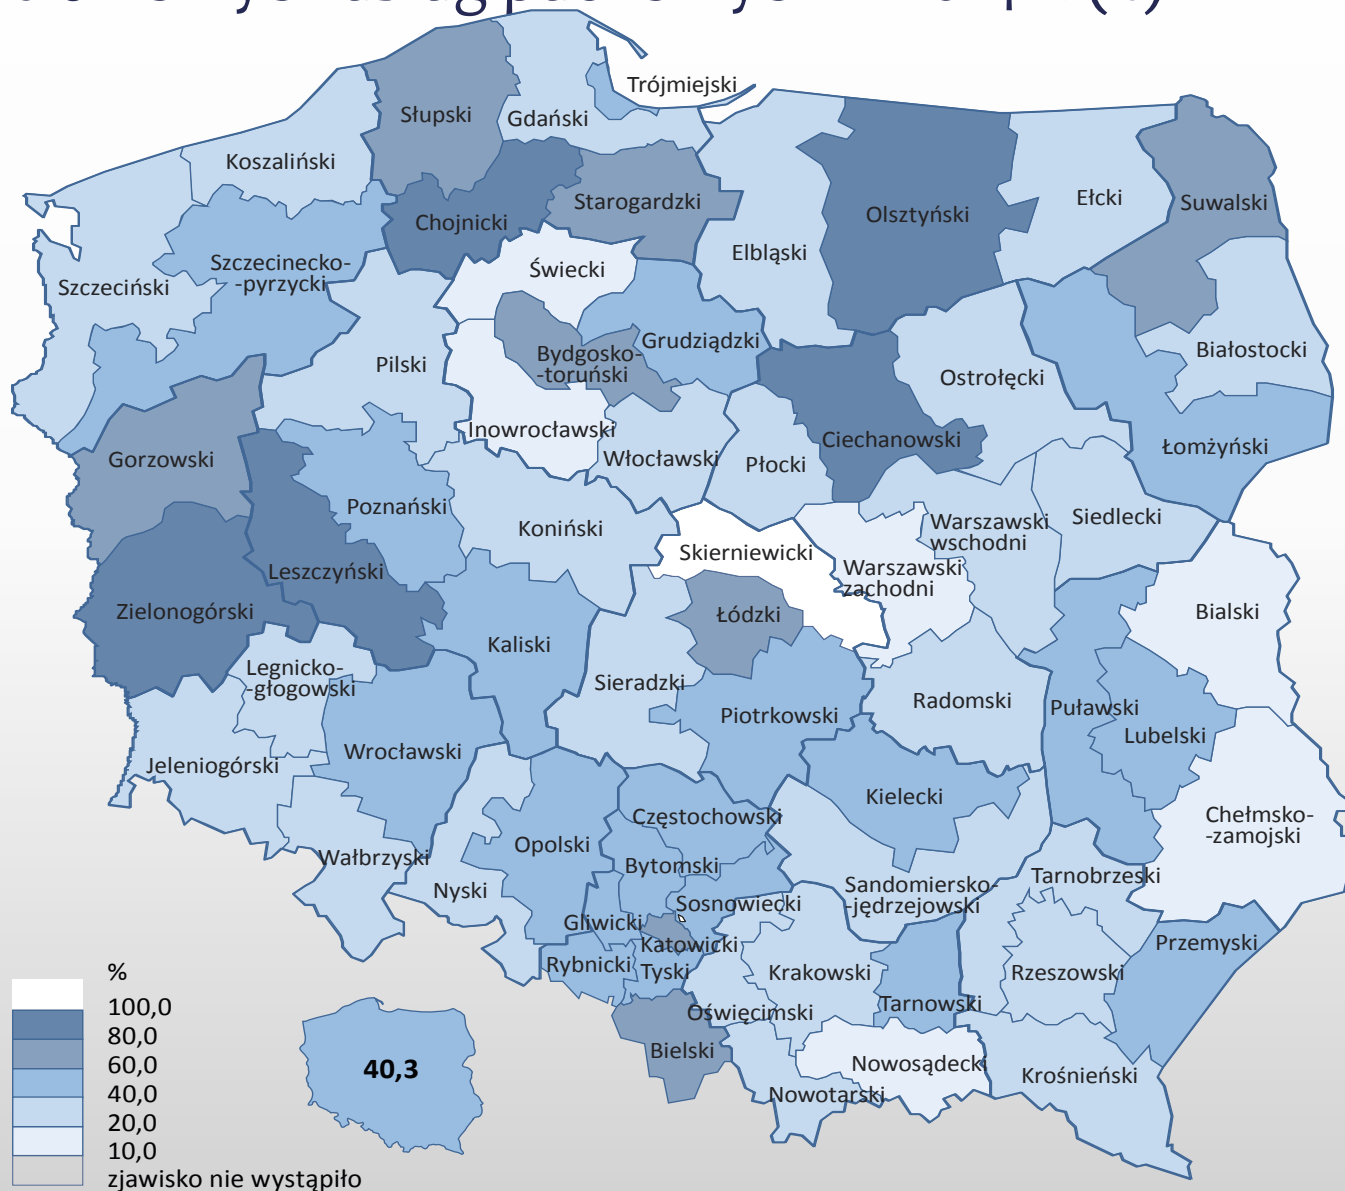 Trójmiejski
Słupski
Gdański
Koszaliński
Ełcki
Suwalski
Starogardzki
Olsztyński
Chojnicki
Elbląski
Szczecinecko-
-pyrzycki
Świecki
Szczeciński
Grudziądzki
Białostocki
Bydgosko-
-toruński
Pilski
Ostrołęcki
Inowrocławski
Ciechanowski
Łomżyński
Gorzowski
Włocławski
Płocki
Poznański
Koniński
Warszawski
wschodni
Siedlecki
Skierniewicki
Leszczyński
Warszawski
zachodni
Zielonogórski
Łódzki
Bialski
Kaliski
Legnicko-
-głogowski
Sieradzki
Radomski
Puławski
Piotrkowski
Lubelski
Wrocławski
Jeleniogórski
Kielecki
Częstochowski
Chełmsko-
-zamojski
Opolski
Wałbrzyski
Bytomski
Tarnobrzeski
Nyski
Sandomiersko-
-jędrzejowski
Sosnowiecki
Gliwicki
Katowicki
Przemyski
Rybnicki
Tyski
Krakowski
Rzeszowski
Tarnowski
Oświęcimski
Bielski
Nowosądecki
Krośnieński
Nowotarski
%
100,0
80,0
60,0
40,0
20,0
10,0
zjawisko nie wystąpiło
40,3